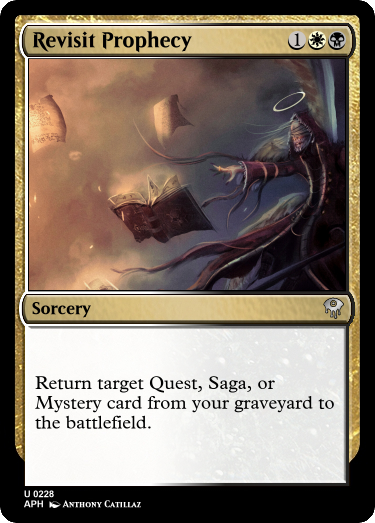 Revisit Prophecy 1
Sorcery
Return target Quest, Saga, or
Mystery card from your graveyard to
the battlefield.
U 0228
APH Anthony Catillaz